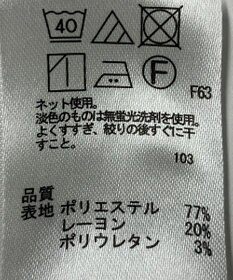 40
F
F63
ネット使用。
淡色のものは無蛍光洗剤を使用。
よくすすぎ、絞りの後すぐに干
すこと。
103
品質
表地 ポリエステル 77%
レーヨン 20%
ポリウレタン 3%